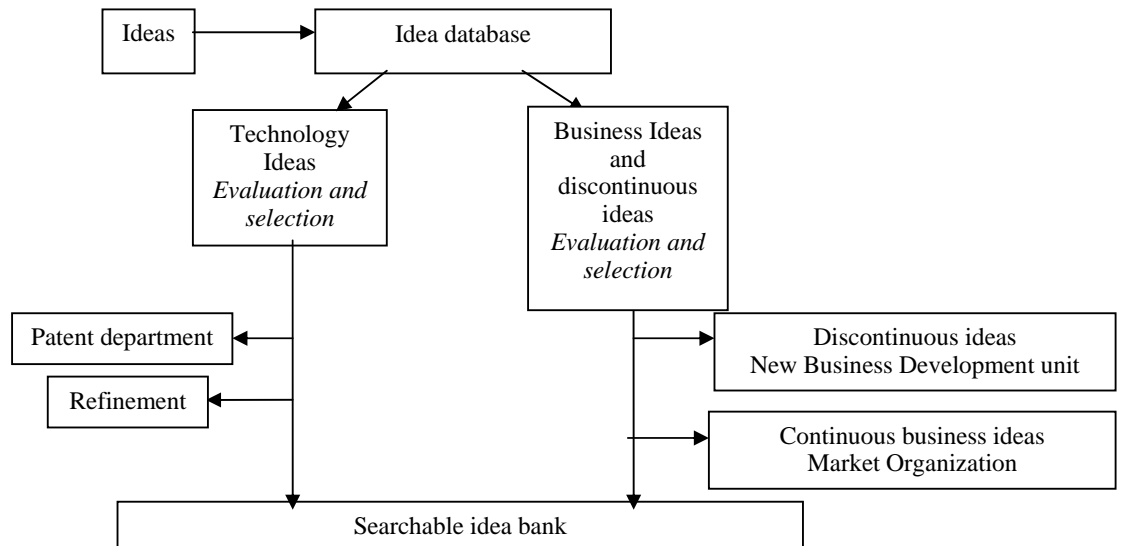 Ideas
Idea database
Technology
Ideas
Evaluation and
selection
Business Ideas
and
discontinuous
ideas
Evaluation and
selection
Patent department
Refinement
Discontinuous ideas
New Business Development unit
Continuous business ideas
Market Organization
Searchable idea bank